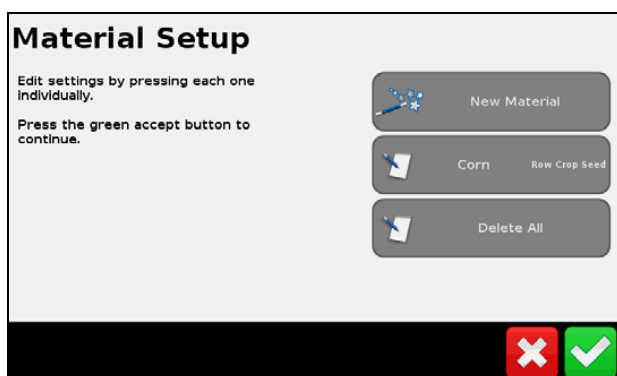 Material Setup
Edit settings by pressing each one
individually.
Press the green accept button to
continue.
New Material
Corn Row Crop Seed
Delete All